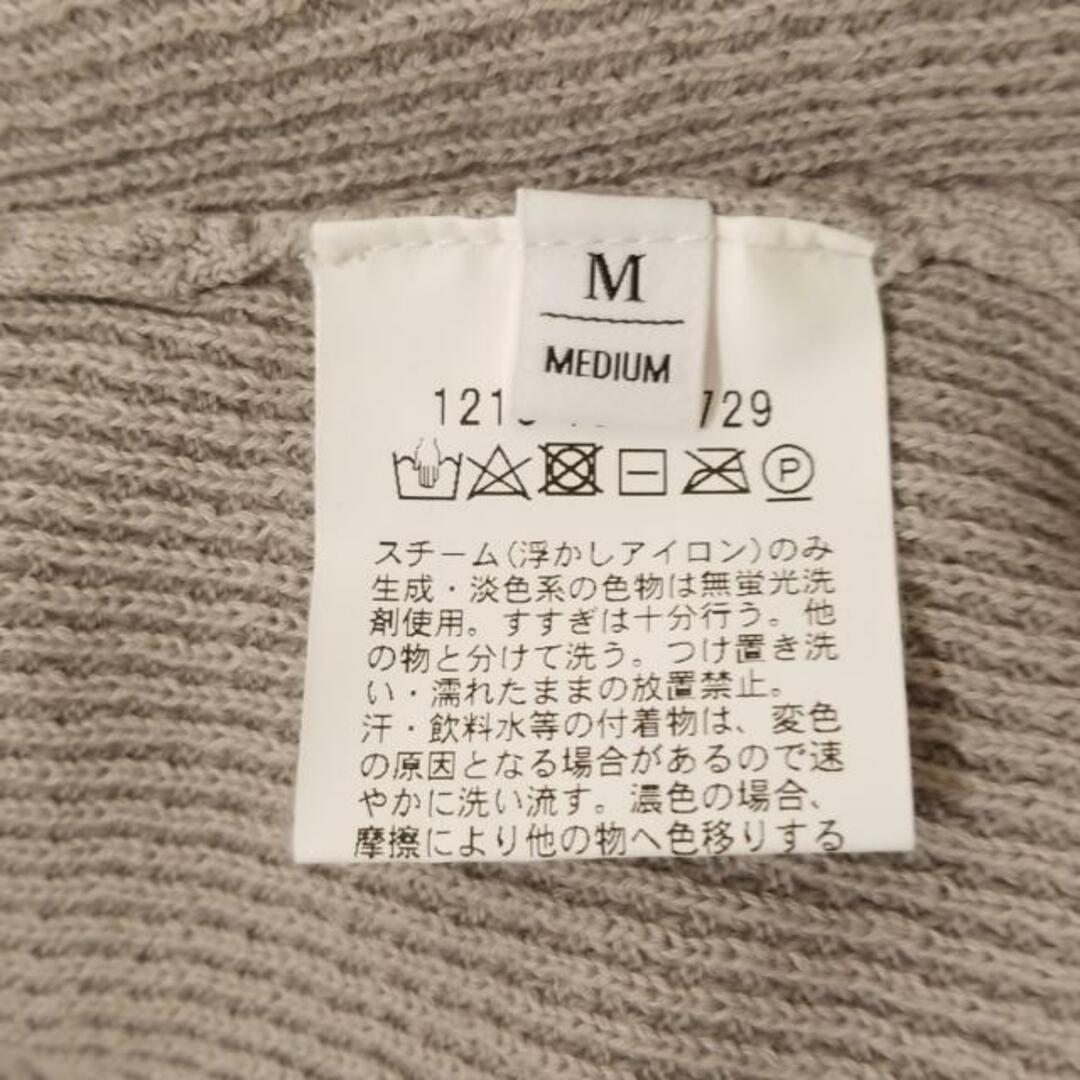 M
MEDIUM
729
P
スチーム(浮かしアイロン)のみ
生成・淡色系の色物は無蛍光洗
剤使用。すすぎは十分行う。他
の物と分けて洗う。つけ置き洗
い・濡れたままの放置禁止。
汗・飲料水等の付着物は、変色
の原因となる場合があるので速
やかに洗い流す。濃色の場合、
摩擦により他の物へ色移りする